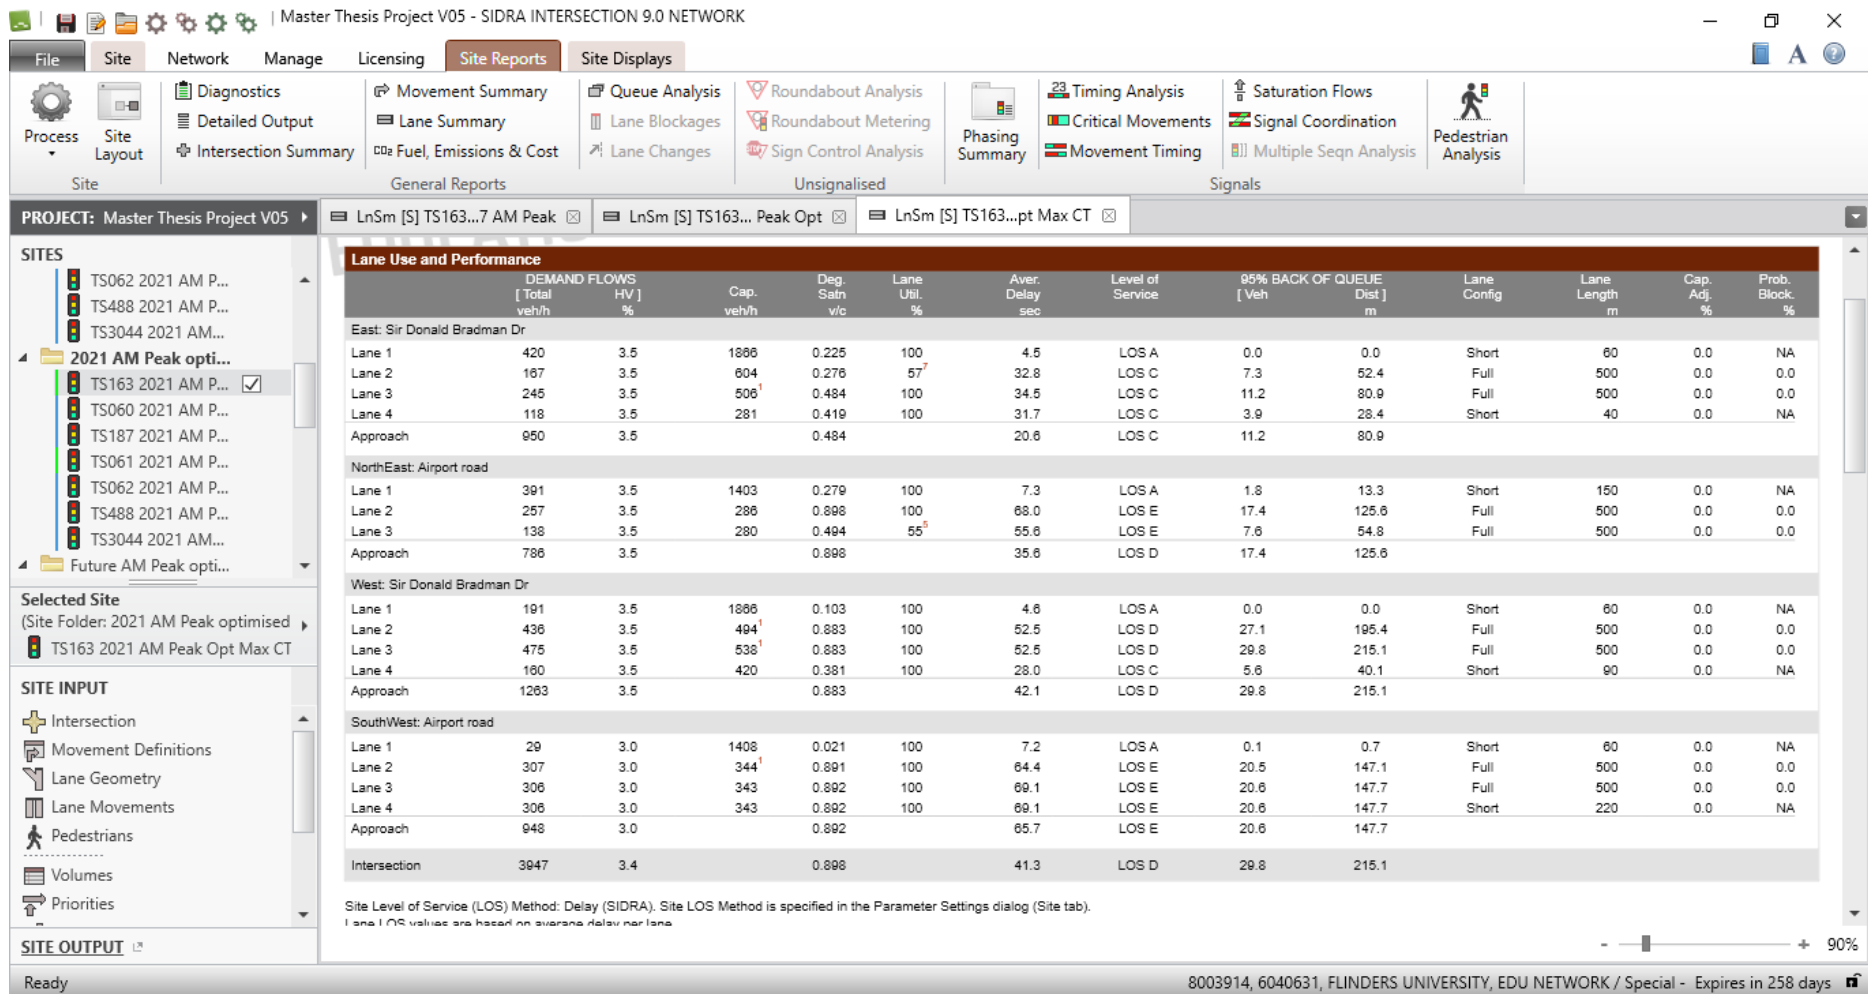 Master Thesis Project V05 - SIDRA INTERSECTION 9.0 NETWORK
File Site Network Manage Licensing Site Reports Site Displays
Process
Site Layout
Site
Diagnostics
Detailed Output
Intersection Summary
Movement Summary
Lane Summary
CO2 Fuel, Emissions & Cost
General Reports
Queue Analysis
Lane Blockages
Lane Changes
Roundabout Analysis
Roundabout Metering
Sign Control Analysis
Unsignalised
Phasing Summary
23 Timing Analysis
Critical Movements
Movement Timing
Saturation Flows
Signal Coordination
Multiple Seqn Analysis
Signals
Pedestrian Analysis
PROJECT: Master Thesis Project V05
LnSm [S] TS163...7 AM Peak
LnSm [S] TS163... Peak Opt
LnSm [S] TS163...pt Max CT
SITES
TS062 2021 AM P...
TS488 2021 AM P...
TS3044 2021 AM...
2021 AM Peak opti...
TS163 2021 AM P...
TS060 2021 AM P...
TS187 2021 AM P...
TS061 2021 AM P...
TS062 2021 AM P...
TS488 2021 AM P...
TS3044 2021 AM...
Future AM Peak opti...
Selected Site
(Site Folder: 2021 AM Peak optimised
TS163 2021 AM Peak Opt Max CT
SITE INPUT
Intersection
Movement Definitions
Lane Geometry
Lane Movements
Pedestrians
Volumes
Priorities
SITE OUTPUT
Lane Use and Performance
DEMAND FLOWS Deg. Lane Aver. Level of 95% BACK OF QUEUE Lane Lane Cap. Prob.
[ Total HV ] Cap. Satn Util. Delay Service [ Veh Dist ] Config Length Adj. Block.
veh/h % veh/h v/c % sec m m % %
East: Sir Donald Bradman Dr
Lane 1 420 3.5 1866 0.225 100 4.5 LOS A 0.0 0.0 Short 60 0.0 NA
Lane 2 167 3.5 604 0.276 57⁷ 32.8 LOS C 7.3 52.4 Full 500 0.0 0.0
Lane 3 245 3.5 506¹ 0.484 100 34.5 LOS C 11.2 80.9 Full 500 0.0 0.0
Lane 4 118 3.5 281 0.419 100 31.7 LOS C 3.9 28.4 Short 40 0.0 NA
Approach 950 3.5 0.484 20.6 LOS C 11.2 80.9
NorthEast: Airport road
Lane 1 391 3.5 1403 0.279 100 7.3 LOS A 1.8 13.3 Short 150 0.0 NA
Lane 2 257 3.5 286 0.898 100 68.0 LOS E 17.4 125.6 Full 500 0.0 0.0
Lane 3 138 3.5 280 0.494 55⁵ 55.6 LOS E 7.6 54.8 Full 500 0.0 0.0
Approach 786 3.5 0.898 35.6 LOS D 17.4 125.6
West: Sir Donald Bradman Dr
Lane 1 191 3.5 1866 0.103 100 4.6 LOS A 0.0 0.0 Short 60 0.0 NA
Lane 2 436 3.5 494¹ 0.883 100 52.5 LOS D 27.1 195.4 Full 500 0.0 0.0
Lane 3 475 3.5 538¹ 0.883 100 52.5 LOS D 29.8 215.1 Full 500 0.0 0.0
Lane 4 160 3.5 420 0.381 100 28.0 LOS C 5.6 40.1 Short 90 0.0 NA
Approach 1263 3.5 0.883 42.1 LOS D 29.8 215.1
SouthWest: Airport road
Lane 1 29 3.0 1408 0.021 100 7.2 LOS A 0.1 0.7 Short 60 0.0 NA
Lane 2 307 3.0 344¹ 0.891 100 64.4 LOS E 20.5 147.1 Full 500 0.0 0.0
Lane 3 306 3.0 343 0.892 100 69.1 LOS E 20.6 147.7 Full 500 0.0 0.0
Lane 4 306 3.0 343 0.892 100 69.1 LOS E 20.6 147.7 Short 220 0.0 NA
Approach 948 3.0 0.892 65.7 LOS E 20.6 147.7
Intersection 3947 3.4 0.898 41.3 LOS D 29.8 215.1
Site Level of Service (LOS) Method: Delay (SIDRA). Site LOS Method is specified in the Parameter Settings dialog (Site tab).
Lane LOS values are based on average delay per lane
- + 90%
Ready
8003914, 6040631, FLINDERS UNIVERSITY, EDU NETWORK / Special - Expires in 258 days